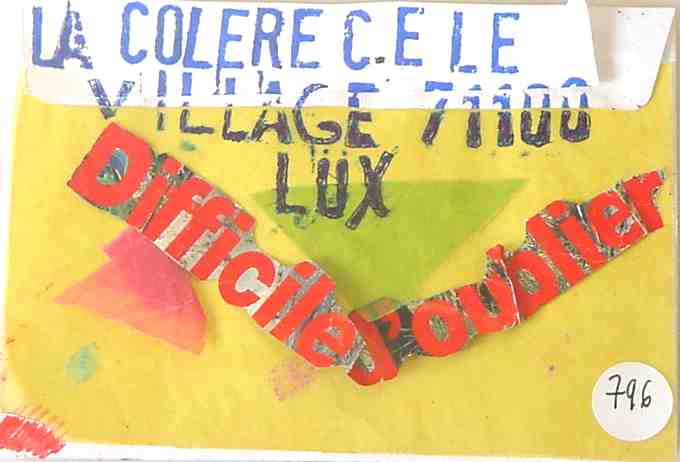 LA COLERE C.E LE
VILLAGE 71100
LUX
Difficile d'oublier
796